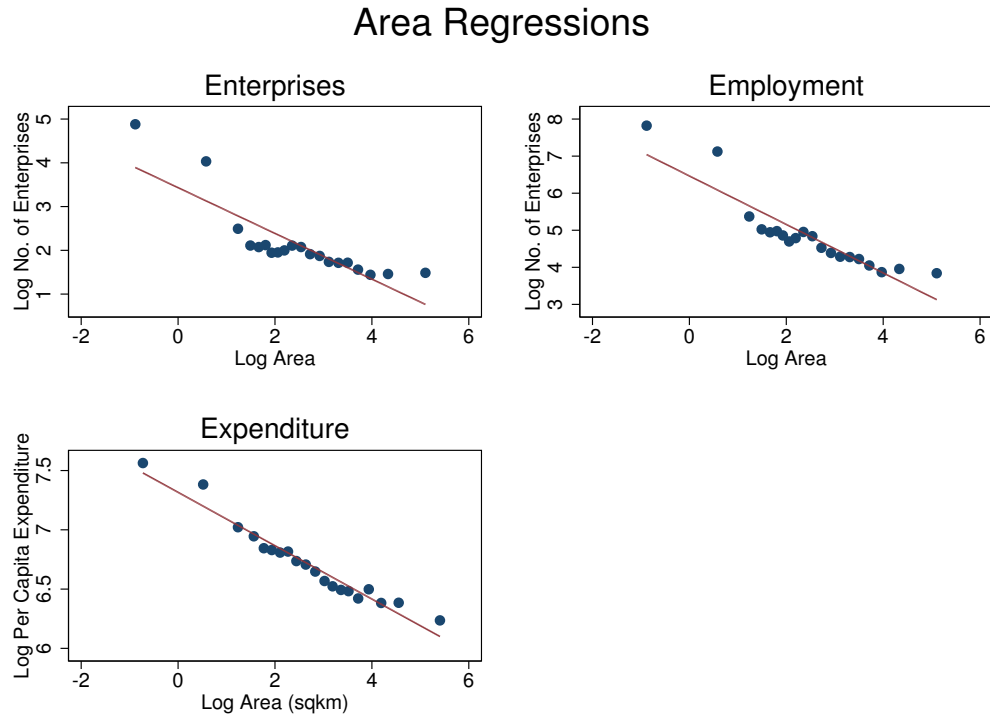 Area Regressions
Enterprises
Log No. of Enterprises
5
4
3
2
1
-2 0 2 4 6
Log Area
Employment
Log No. of Enterprises
8
7
6
5
4
3
-2 0 2 4 6
Log Area
Expenditure
Log Per Capita Expenditure
7.5
7
6.5
6
-2 0 2 4 6
Log Area (sqkm)